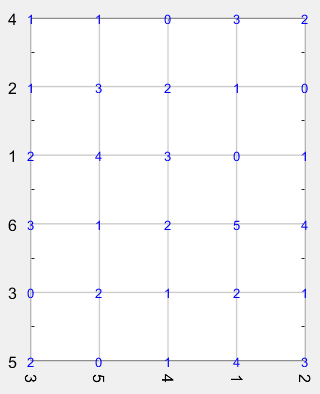 4 1 1 0 3 2
2 1 3 2 1 0
1 2 4 3 0 1
6 3 1 2 5 4
3 0 2 1 2 1
5 2 0 1 4 3
3 5 4 1 2